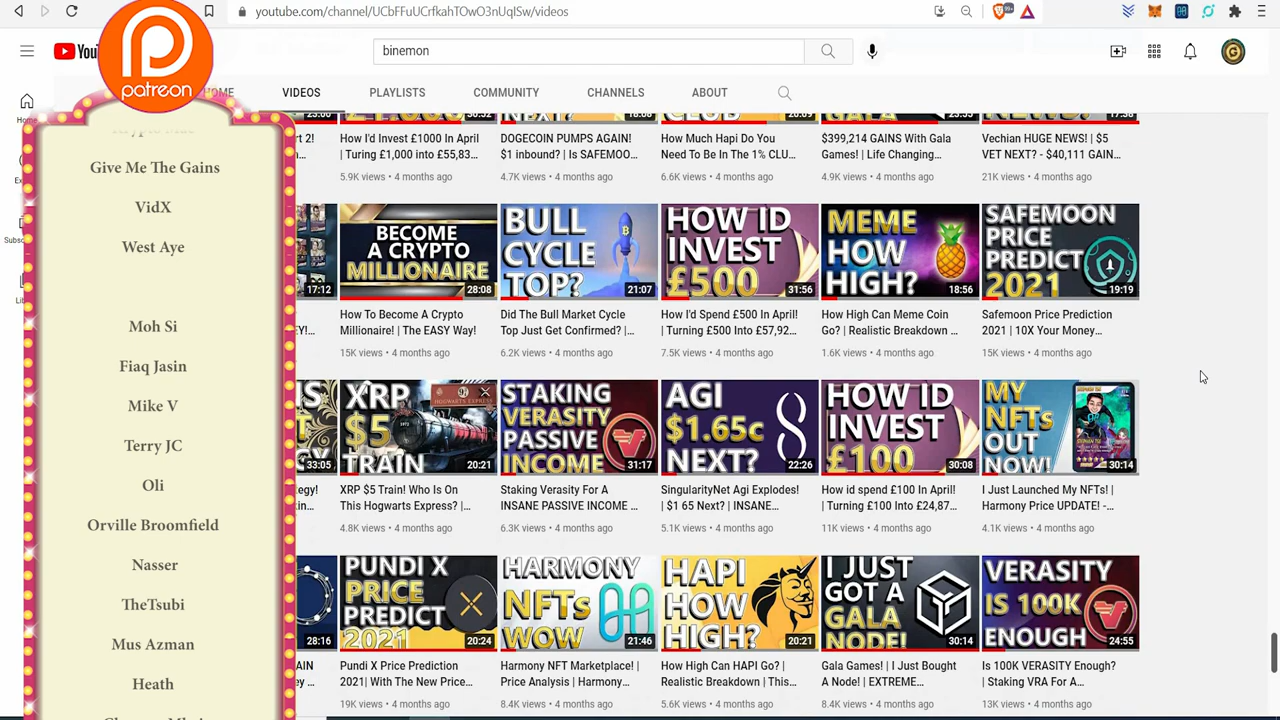 youtube.com/channel/UCbFFuUCrfkahTOwO3nUqISw/videos
99+
You
binemon
patreon
HOME
VIDEOS
PLAYLISTS
COMMUNITY
CHANNELS
ABOUT
Home
Give Me The Gains
VidX
West Aye
Moh Si
Fiaq Jasin
Mike V
Terry JC
Oli
Orville Broomfield
Nasser
TheTsubi
Mus Azman
Heath
rt 2!
How I'd Invest £1000 In April
| Turing £1,000 into £55,83...
5.9K views • 4 months ago
DOGECOIN PUMPS AGAIN!
$1 inbound? | Is SAFEMOO...
4.7K views • 4 months ago
How Much Hapi Do You
Need To Be In The 1% CLU...
6.6K views • 4 months ago
$399,214 GAINS With Gala
Games! | Life Changing...
4.9K views • 4 months ago
Vechian HUGE NEWS! | $5
VET NEXT? - $40,111 GAIN...
21K views • 4 months ago
17:12
BECOME
A CRYPTO
MILLIONAIRE
28:08
How To Become A Crypto
Millionaire! | The EASY Way!
15K views • 4 months ago
BULL
CYCLE
TOP?
21:07
Did The Bull Market Cycle
Top Just Get Confirmed? |...
6.2K views • 4 months ago
HOW ID
INVEST
£500
31:56
How I'd Spend £500 In April!
| Turning £500 Into £57,92...
7.5K views • 4 months ago
MEME
HOW
HIGH?
18:56
How High Can Meme Coin
Go? | Realistic Breakdown ...
1.6K views • 4 months ago
SAFEMOON
PRICE
PREDICT
2021
19:19
Safemoon Price Prediction
2021 | 10X Your Money...
15K views • 4 months ago
33:05
XRP
$5
TRAIN
HOGWARTS EXPRESS
20:21
XRP $5 Train! Who Is On
This Hogwarts Express? |...
4.8K views • 4 months ago
STAKING
VERASITY
PASSIVE
INCOME
31:17
Staking Verasity For A
INSANE PASSIVE INCOME ...
6.3K views • 4 months ago
AGI
$1.65c
NEXT?
22:26
SingularityNet Agi Explodes!
| $1 65 Next? | INSANE...
5.1K views • 4 months ago
HOW ID
INVEST
£100
30:08
How id spend £100 In April!
| Turning £100 Into £24,87...
11K views • 4 months ago
MY
NFTs
OUT
NOW!
30:14
I Just Launched My NFTs! |
Harmony Price UPDATE! -...
4.1K views • 4 months ago
28:16
PUNDI X
PRICE
PREDICT
2021
20:24
Pundi X Price Prediction
2021| With The New Price...
19K views • 4 months ago
HARMONY
NFTs
WOW
21:46
Harmony NFT Marketplace! |
Price Analysis | Harmony...
8.4K views • 4 months ago
HAPI
HOW
HIGH?
20:21
How High Can HAPI Go? |
Realistic Breakdown | This...
5.6K views • 4 months ago
I JUST
GOT A
GALA
NODE!
30:14
Gala Games! | I Just Bought
A Node! | EXTREME...
8.4K views • 4 months ago
VERASITY
IS 100K
ENOUGH
24:55
Is 100K VERASITY Enough?
| Staking VRA For A...
13K views • 4 months ago